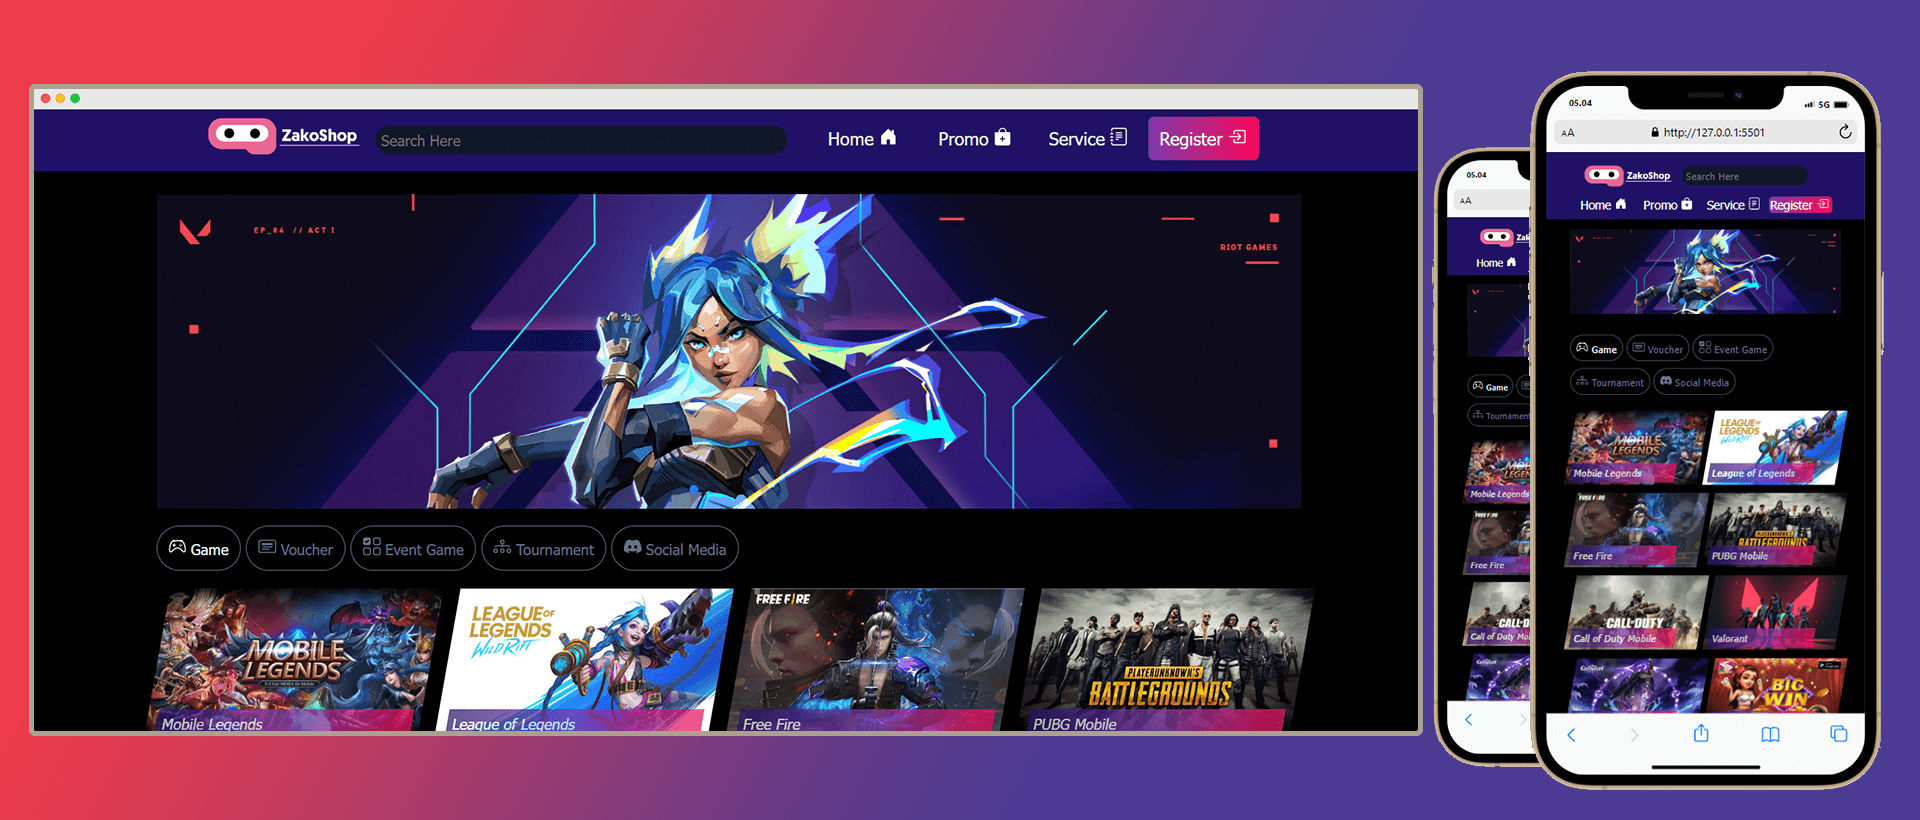 ZakoShop
Search Here
Home
Promo
Service
Register
EP_04 // ACT I
RIOT GAMES
Game
Voucher
Event Game
Tournament
Social Media
MOBILE
LEGENDS
Mobile Legends
LEAGUE OF
LEGENDS
WILD RIFT
League of Legends
FREE FIRE
Free Fire
PLAYERUNKNOWN'S
BATTLEGROUNDS
PUBG Mobile
05.04
AA
Home
Game
Tournament
Mobile Legends
Free Fire
Call of Duty Mo
05.04
5G
AA
http://127.0.0.1:5501
ZakoShop
Search Here
Home
Promo
Service
Register
Game
Voucher
Event Game
Tournament
Social Media
MOBILE
LEGENDS
Mobile Legends
LEAGUE OF
LEGENDS
WILD RIFT
League of Legends
FREE FIRE
Free Fire
BATTLEGROUNDS
PUBG Mobile
CALL OF DUTY
Call of Duty Mobile
Valorant
BIG
WIN